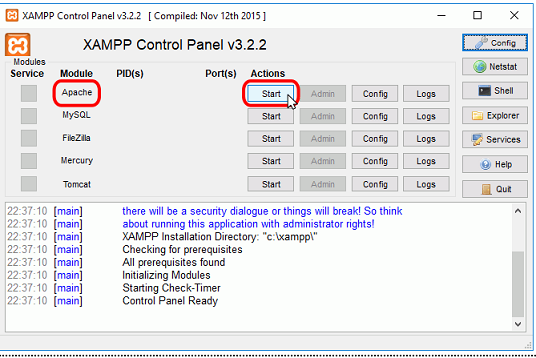 XAMPP Control Panel v3.2.2 [ Compiled: Nov 12th 2015 ]
XAMPP Control Panel v3.2.2
Config
Modules
Service Module PID(s) Port(s) Actions
Netstat
Apache Start Admin Config Logs
Shell
MySQL Start Admin Config Logs
Explorer
FileZilla Start Admin Config Logs
Services
Mercury Start Admin Config Logs
Help
Tomcat Start Admin Config Logs
Quit
22:37:10 [main] there will be a security dialogue or things will break! So think
22:37:10 [main] about running this application with administrator rights!
22:37:10 [main] XAMPP Installation Directory: "c:\xampp\"
22:37:10 [main] Checking for prerequisites
22:37:10 [main] All prerequisites found
22:37:10 [main] Initializing Modules
22:37:10 [main] Starting Check-Timer
22:37:10 [main] Control Panel Ready